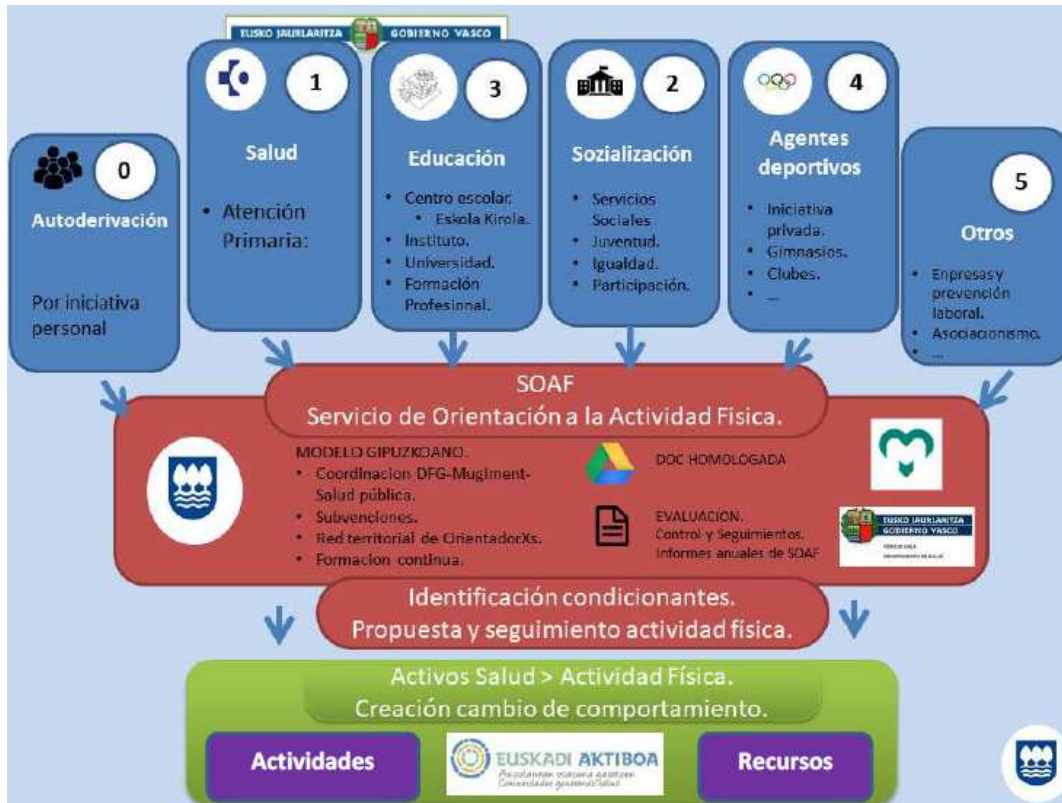 EUSKO JAURLARITZA GOBIERNO VASCO
0
Autoderivación
Por iniciativa
personal
1
Salud
• Atención
Primaria:
3
Educación
• Centro escolar.
• Eskola Kirola.
• Instituto.
• Universidad.
• Formación
Profesional.
2
Sozialización
• Servicios
Sociales
• Juventud.
• Igualdad.
• Participación.
4
Agentes
deportivos
• Iniciativa
privada.
• Gimnasios.
• Clubes.
• ...
5
Otros
• Enpresas y
prevención
laboral.
• Asociacionismo.
• ...
SOAF
Servicio de Orientación a la Actividad Fisica.
MODELO GIPUZKOANO.
• Coordinacion DFG-Mugiment-
Salud pública.
• Subvenciones.
• Red territorial de OrientadorXs.
• Formacion continua.
DOC HOMOLOGADA
EVALUACION.
Control y Seguimientos.
Informes anuales de SOAF
EUSKO JAURLARITZA
GOBIERNO VASCO
Identificación condicionantes.
Propuesta y seguimiento actividad física.
Activos Salud > Actividad Física.
Creación cambio de comportamiento.
Actividades
EUSKADI AKTIBOA
Recursos